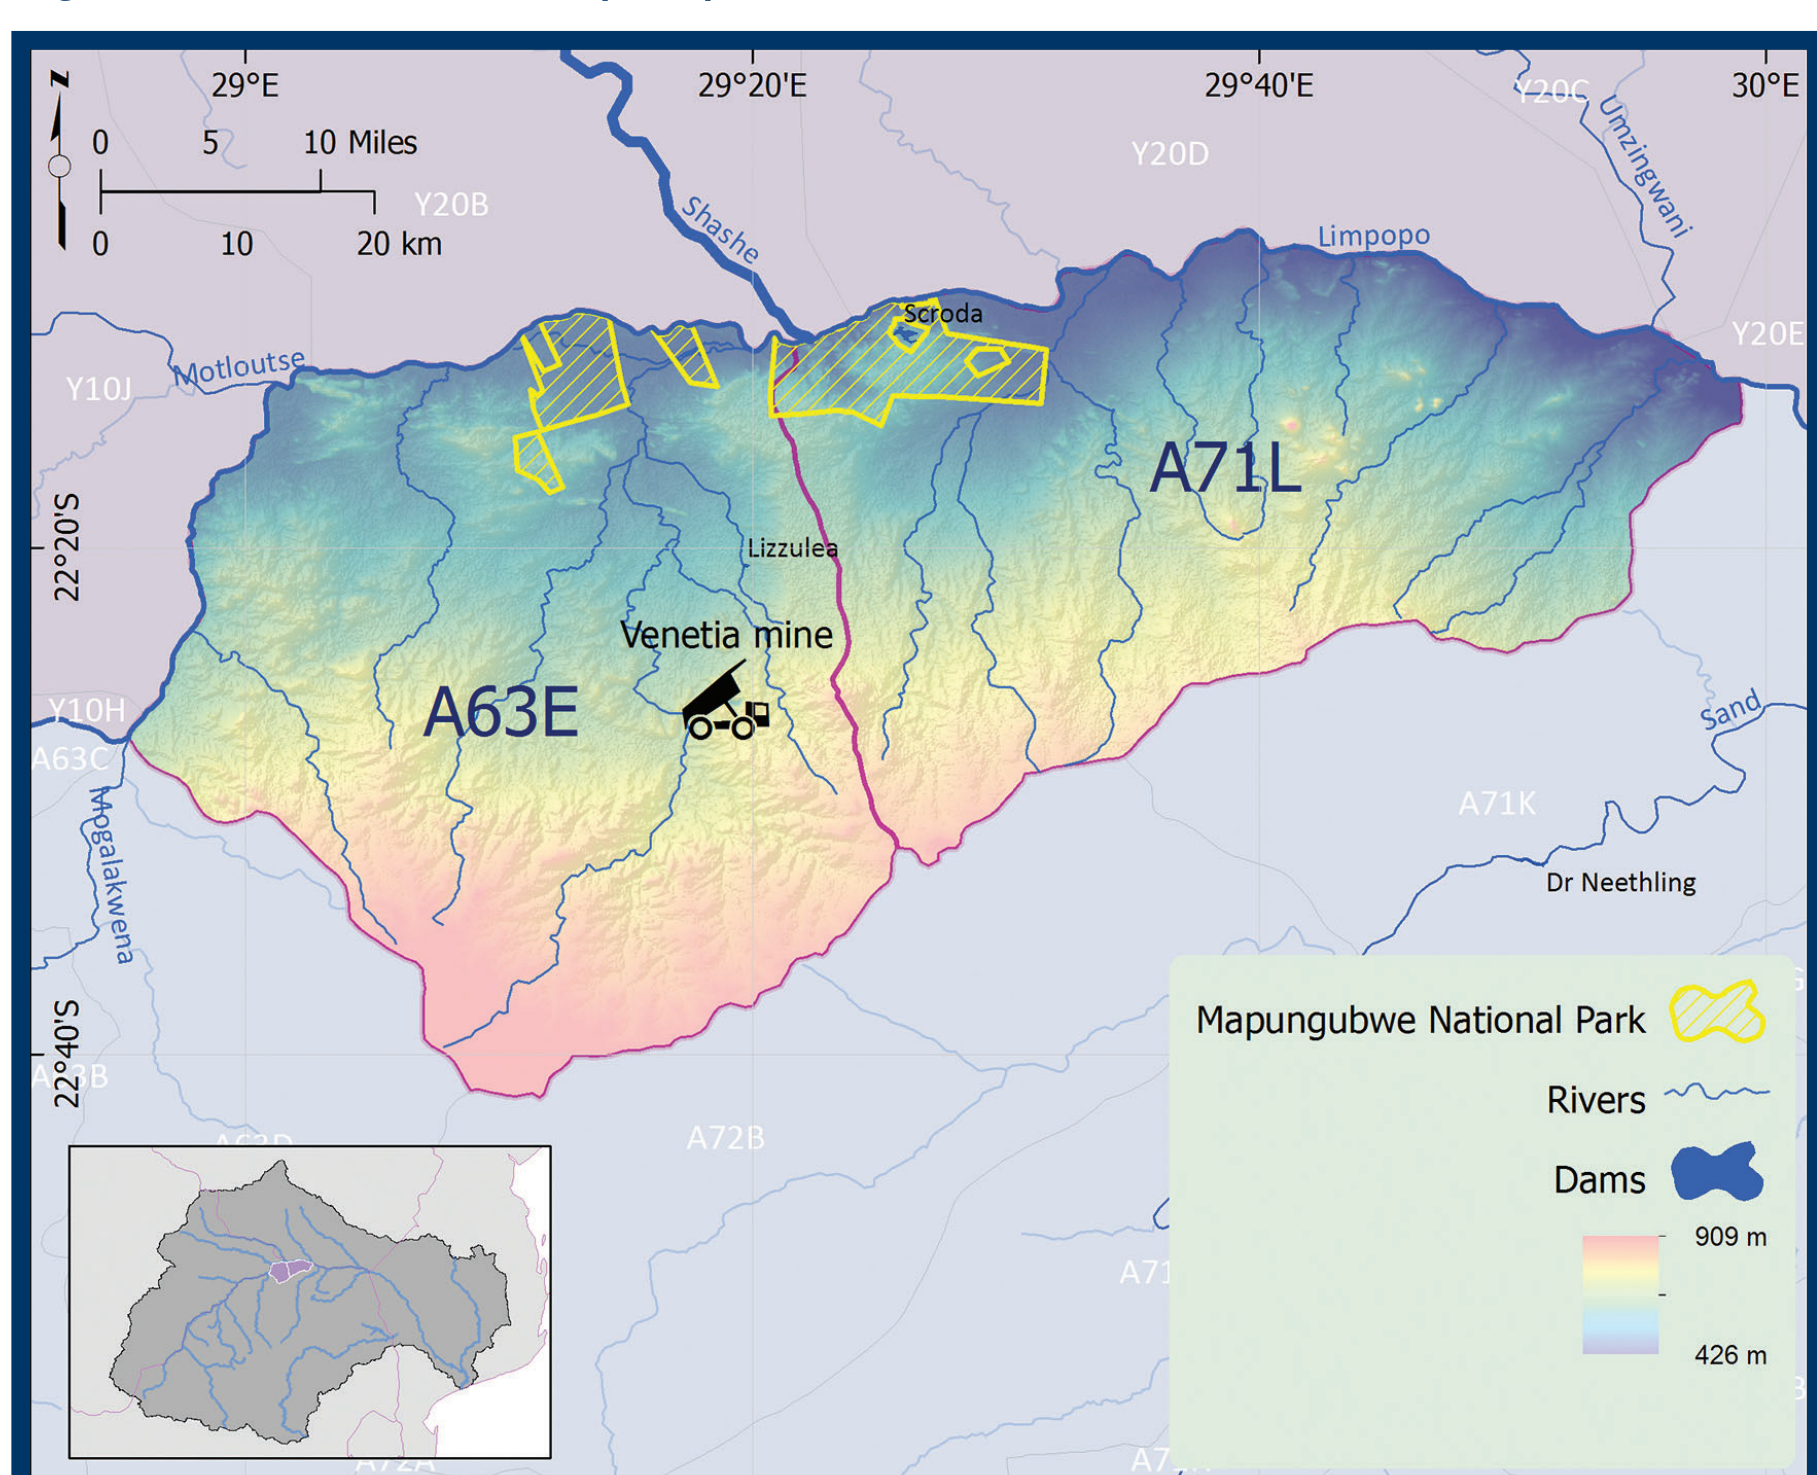 29°E
29°20'E
29°40'E
30°E
N
0 5 10 Miles
0 10 20 km
Y20B
Y20C
Y20D
Umzingwani
Shashe
Limpopo
Scroda
Y20E
Motloutse
Y10J
A71L
22°20'S
Lizzulea
Venetia mine
A63E
Y10H
A63C
Sand
Mogalakwena
A71K
Dr Neethling
22°40'S
A63D
A72B
A72A
Mapungubwe National Park
Rivers
Dams
909 m
426 m